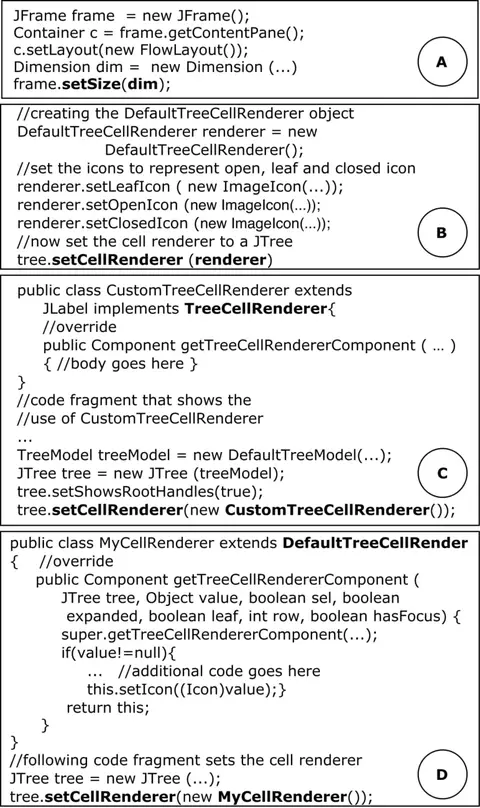 JFrame frame  = new JFrame();
Container c = frame.getContentPane();
c.setLayout(new FlowLayout());
Dimension dim =  new Dimension (...)
frame.setSize(dim);
A
//creating the DefaultTreeCellRenderer object
DefaultTreeCellRenderer renderer = new
DefaultTreeCellRenderer();
//set the icons to represent open, leaf and closed icon
renderer.setLeafIcon ( new ImageIcon(...));
renderer.setOpenIcon (new ImageIcon(...));
renderer.setClosedIcon (new ImageIcon(...));
//now set the cell renderer to a JTree
tree.setCellRenderer (renderer)
B
public class CustomTreeCellRenderer extends
JLabel implements TreeCellRenderer{
//override
public Component getTreeCellRendererComponent ( ... )
{ //body goes here }
}
//code fragment that shows the
//use of CustomTreeCellRenderer
...
TreeModel treeModel = new DefaultTreeModel(...);
JTree tree = new JTree (treeModel);
tree.setShowsRootHandles(true);
tree.setCellRenderer(new CustomTreeCellRenderer());
C
public class MyCellRenderer extends DefaultTreeCellRender
{   //override
public Component getTreeCellRendererComponent (
JTree tree, Object value, boolean sel, boolean
expanded, boolean leaf, int row, boolean hasFocus) {
super.getTreeCellRendererComponent(...);
if(value!=null){
...   //additional code goes here
this.setIcon((Icon)value);}
return this;
}
}
//following code fragment sets the cell renderer
JTree tree = new JTree (...);
tree.setCellRenderer(new MyCellRenderer());
D